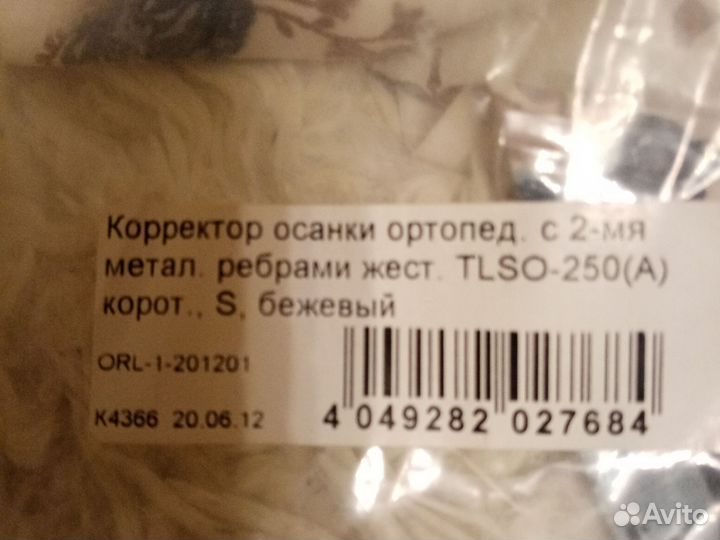 Корректор осанки ортопед. с 2-мя
метал. ребрами жест. TLSO-250(А)
корот., S, бежевый
ORL-1-201201
К4366 20.06.12
4 049282 027684
Avito